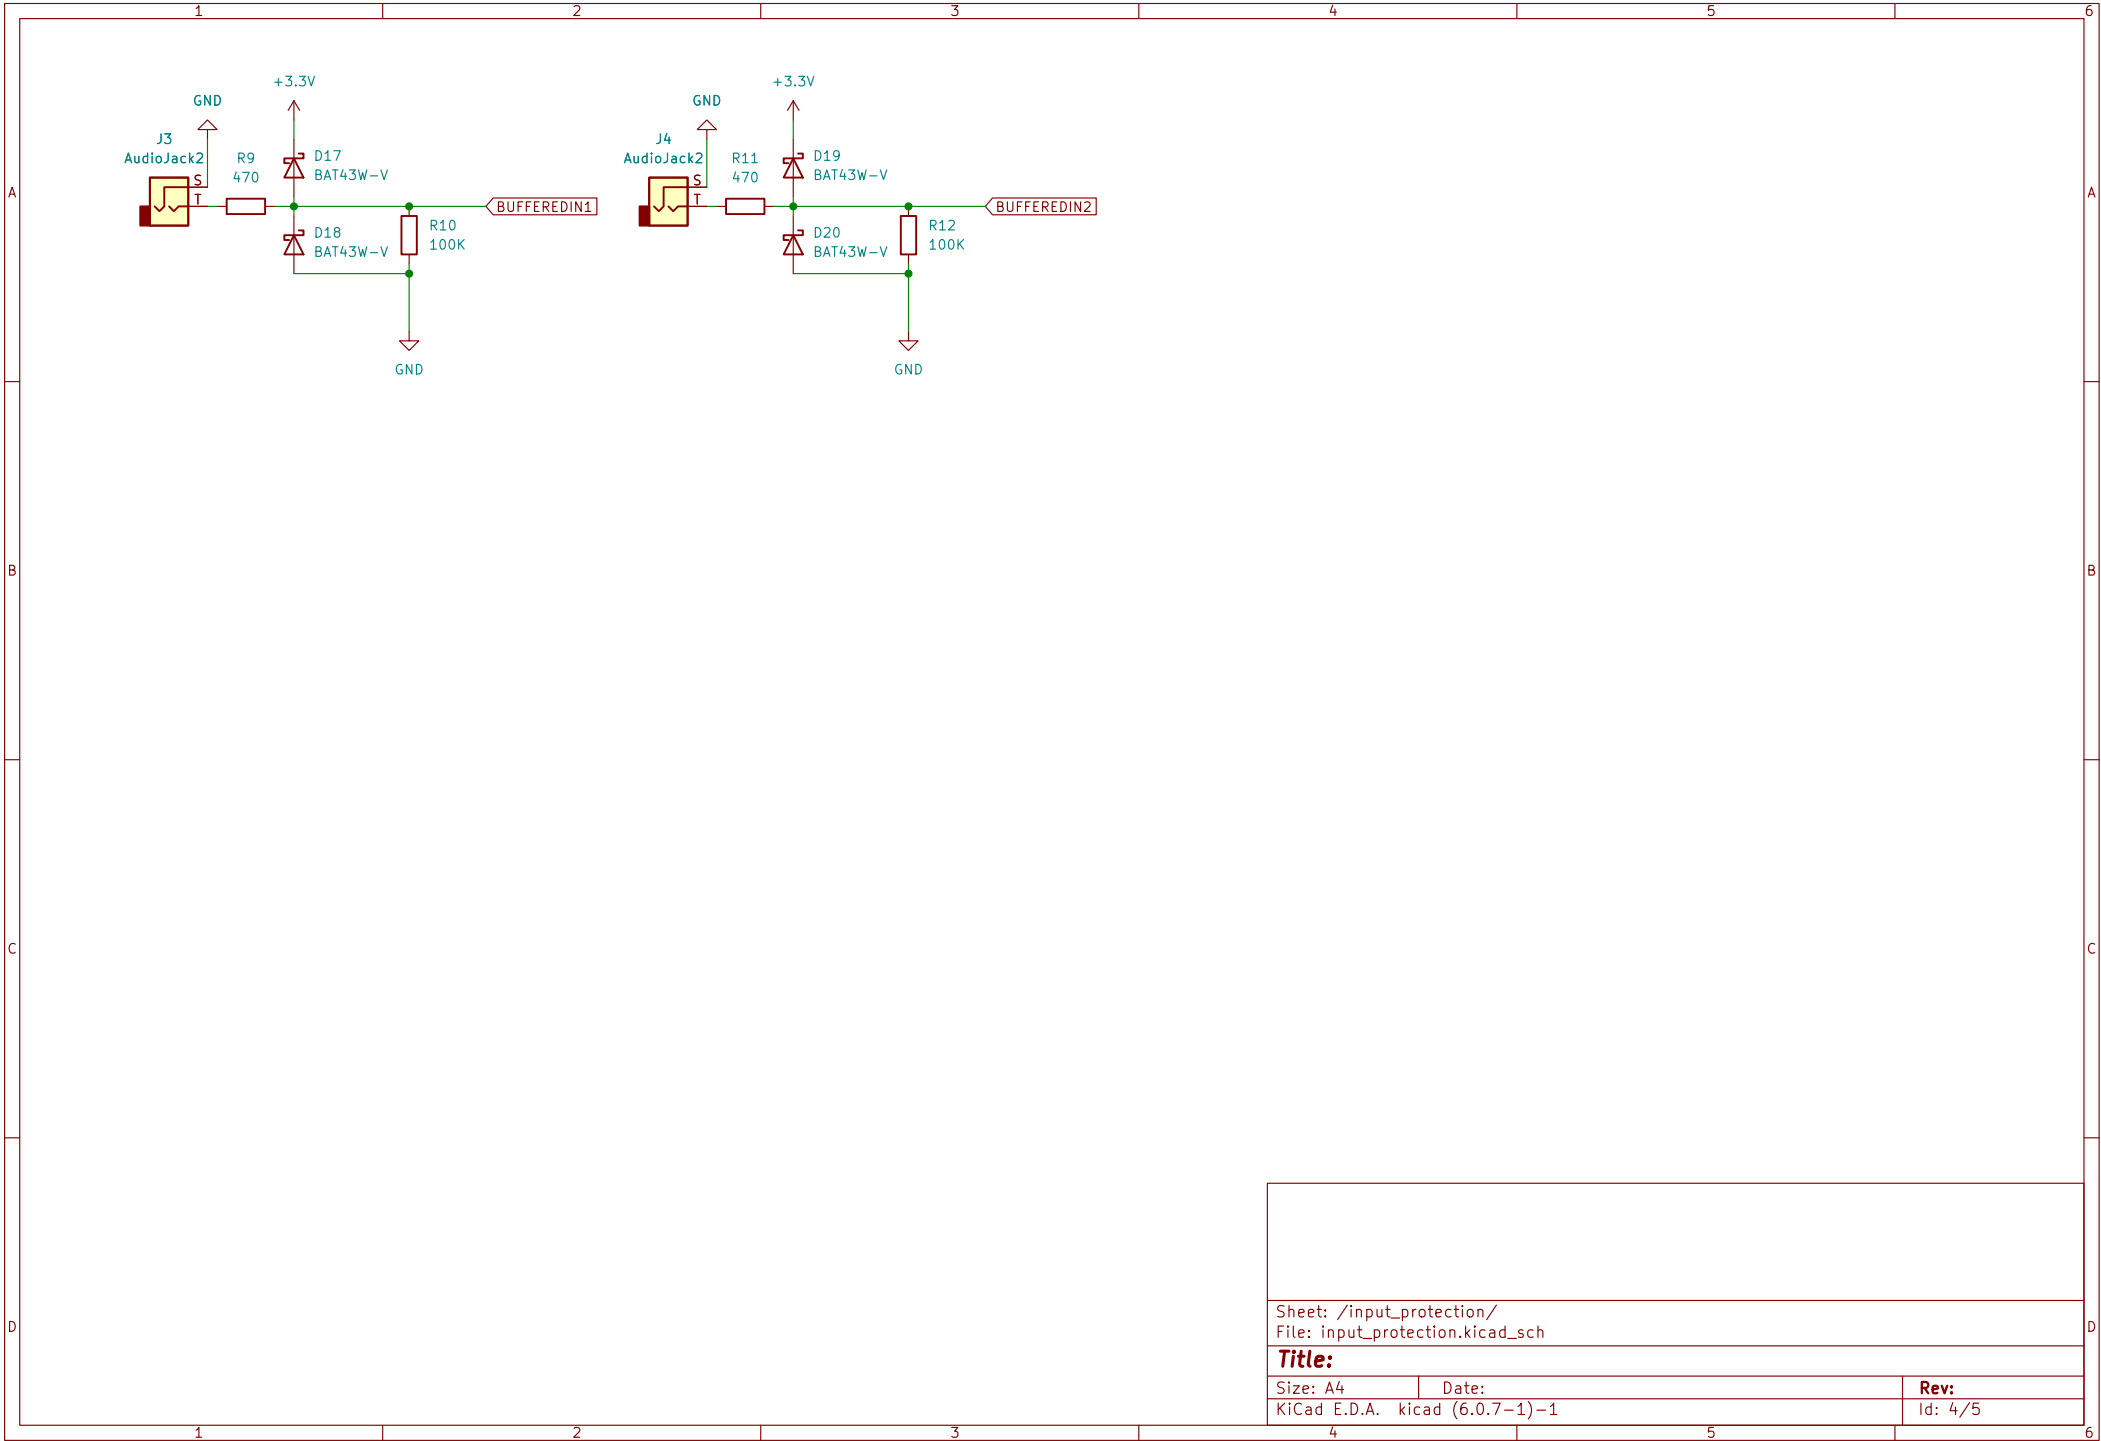 1 2 3 4 5 6
+3.3V +3.3V
GND GND
J3 J4
AudioJack2 AudioJack2
R9 R11
470 470
D17 D19
BAT43W-V BAT43W-V
S S
T T
A A
BUFFEREDIN1 BUFFEREDIN2
R10 R12
100K 100K
D18 D20
BAT43W-V BAT43W-V
GND GND
B B
C C
Sheet: /input_protection/
File: input_protection.kicad_sch
D D
Title:
Size: A4 Date: Rev:
KiCad E.D.A. kicad (6.0.7-1)-1 Id: 4/5
1 2 3 4 5 6